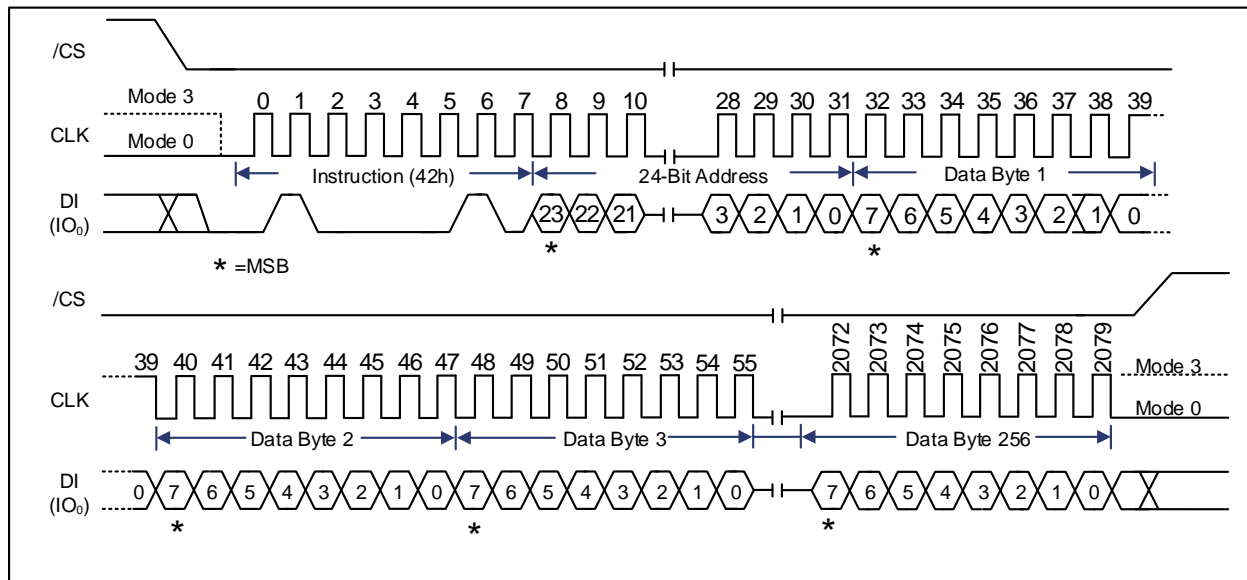 /CS
Mode 3
0 1 2 3 4 5 6 7 8 9 10 28 29 30 31 32 33 34 35 36 37 38 39
CLK
Mode 0
Instruction (42h) 24-Bit Address Data Byte 1
DI
(IO₀)
23 22 21 3 2 1 0 7 6 5 4 3 2 1 0
* * 
* =MSB
/CS
39 40 41 42 43 44 45 46 47 48 49 50 51 52 53 54 55 2072 2073 2074 2075 2076 2077 2078 2079
Mode 3
CLK
Mode 0
Data Byte 2 Data Byte 3 Data Byte 256
DI
(IO₀)
0 7 6 5 4 3 2 1 0 7 6 5 4 3 2 1 0 7 6 5 4 3 2 1 0
* * *